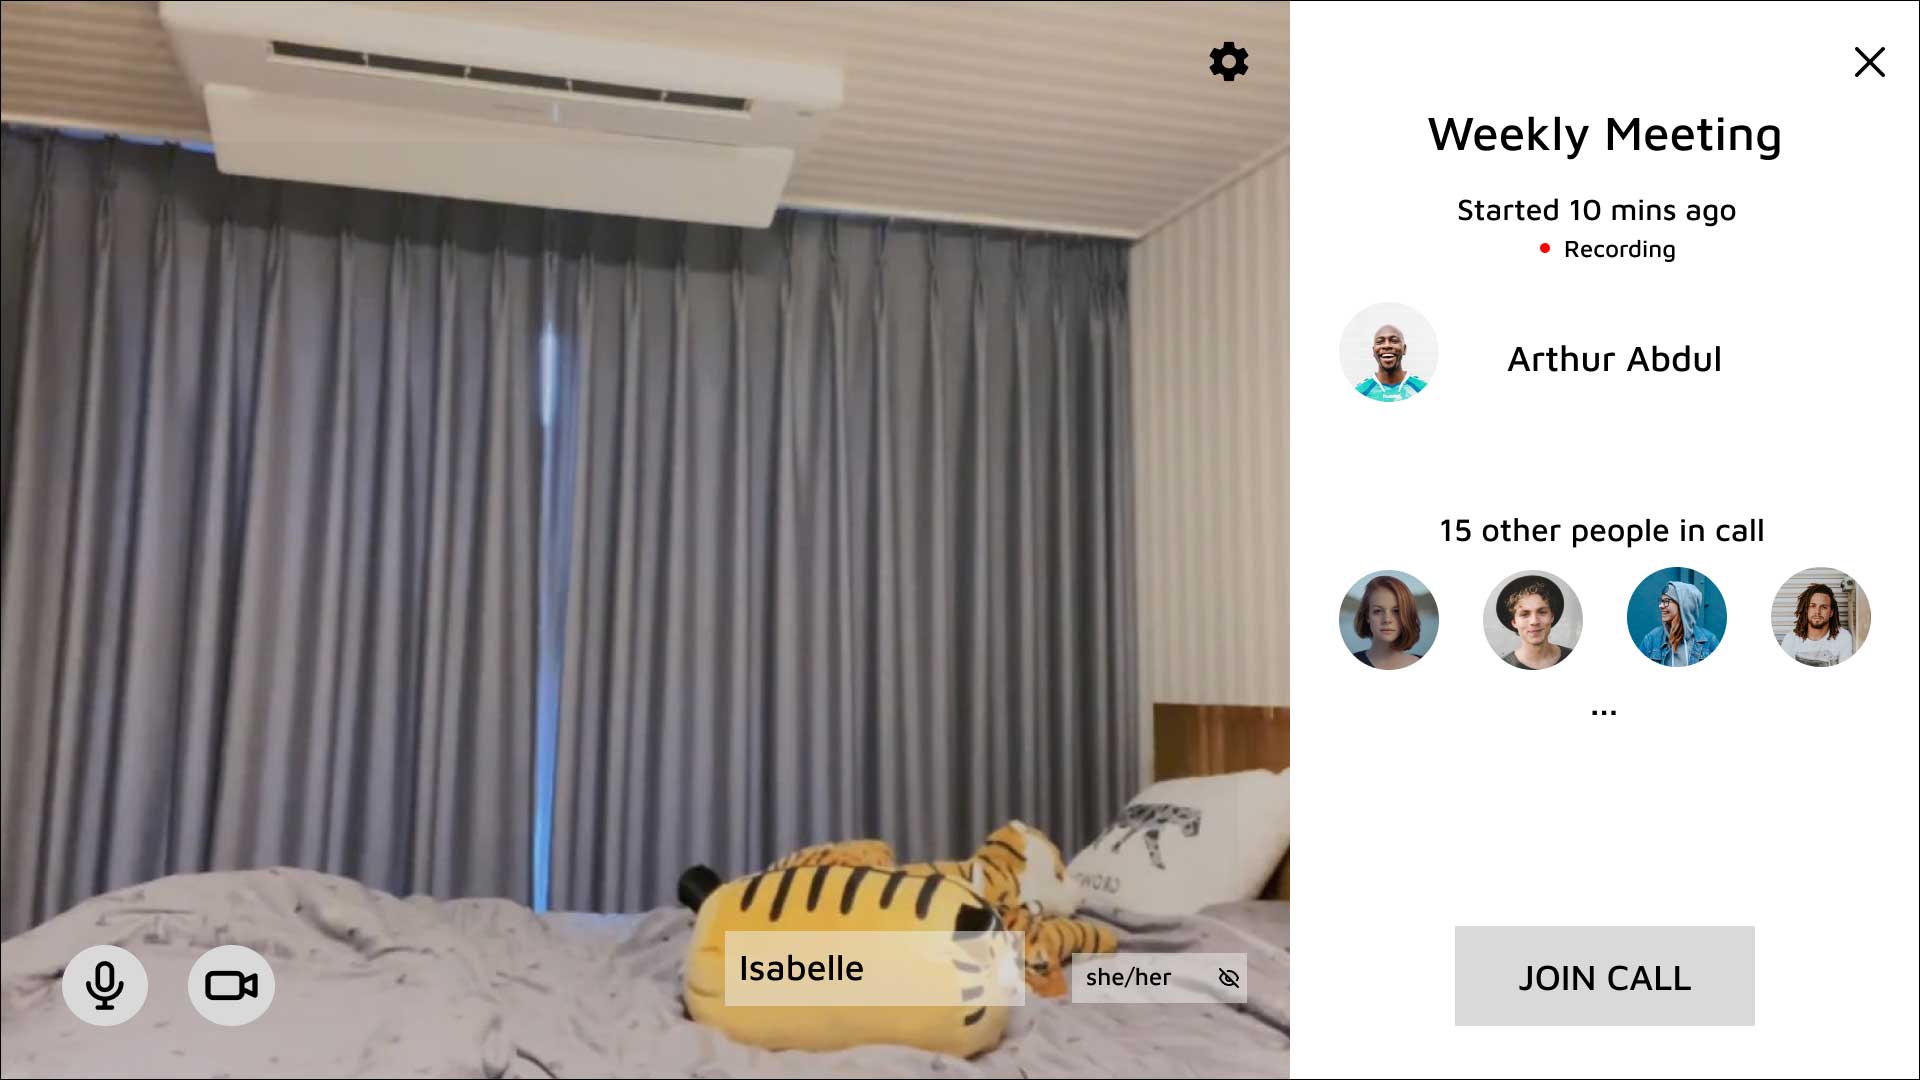 Weekly Meeting
Started 10 mins ago
Recording
Arthur Abdul
15 other people in call
...
Isabelle
she/her
JOIN CALL